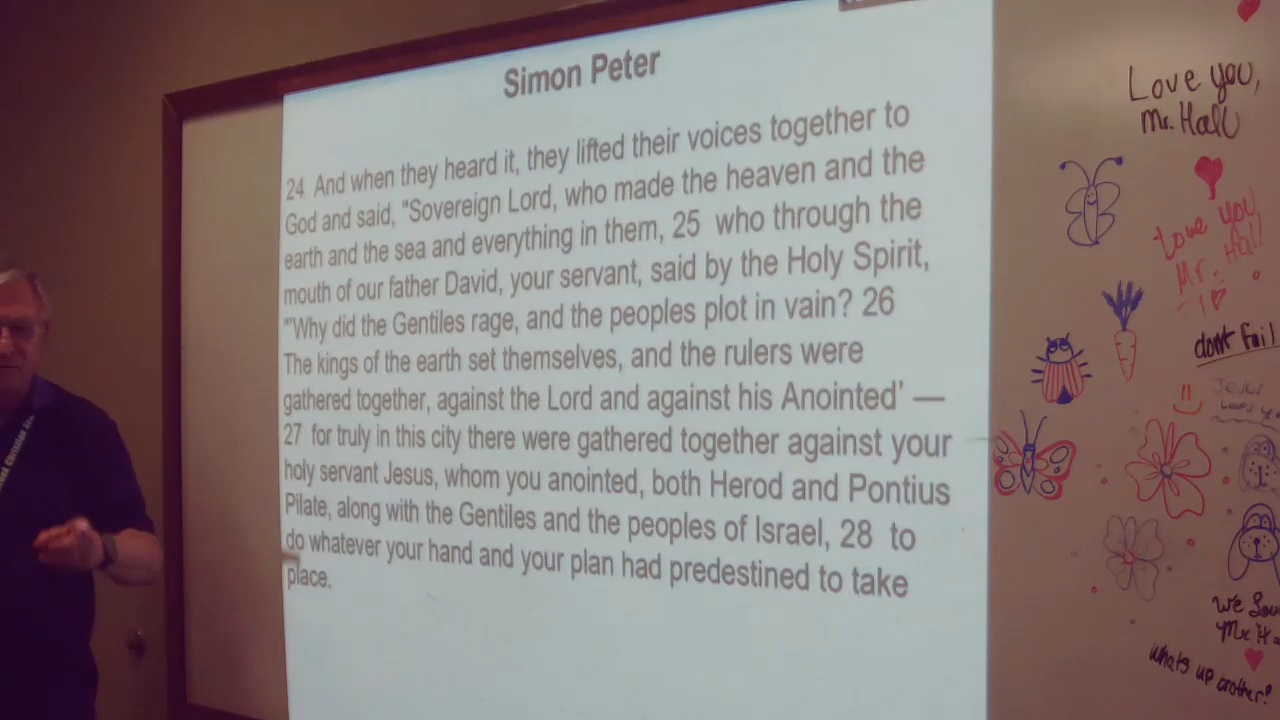 Simon Peter
24 And when they heard it, they lifted their voices together to
God and said, "Sovereign Lord, who made the heaven and the
earth and the sea and everything in them, 25 who through the
mouth of our father David, your servant, said by the Holy Spirit,
"'Why did the Gentiles rage, and the peoples plot in vain? 26
The kings of the earth set themselves, and the rulers were
gathered together, against the Lord and against his Anointed' —
27 for truly in this city there were gathered together against your
holy servant Jesus, whom you anointed, both Herod and Pontius
Pilate, along with the Gentiles and the peoples of Israel, 28 to
do whatever your hand and your plan had predestined to take
place.
Love you,
Mr. Hall
Love you
Mr. Hall
dont fail
We
Mr
whats up brother?